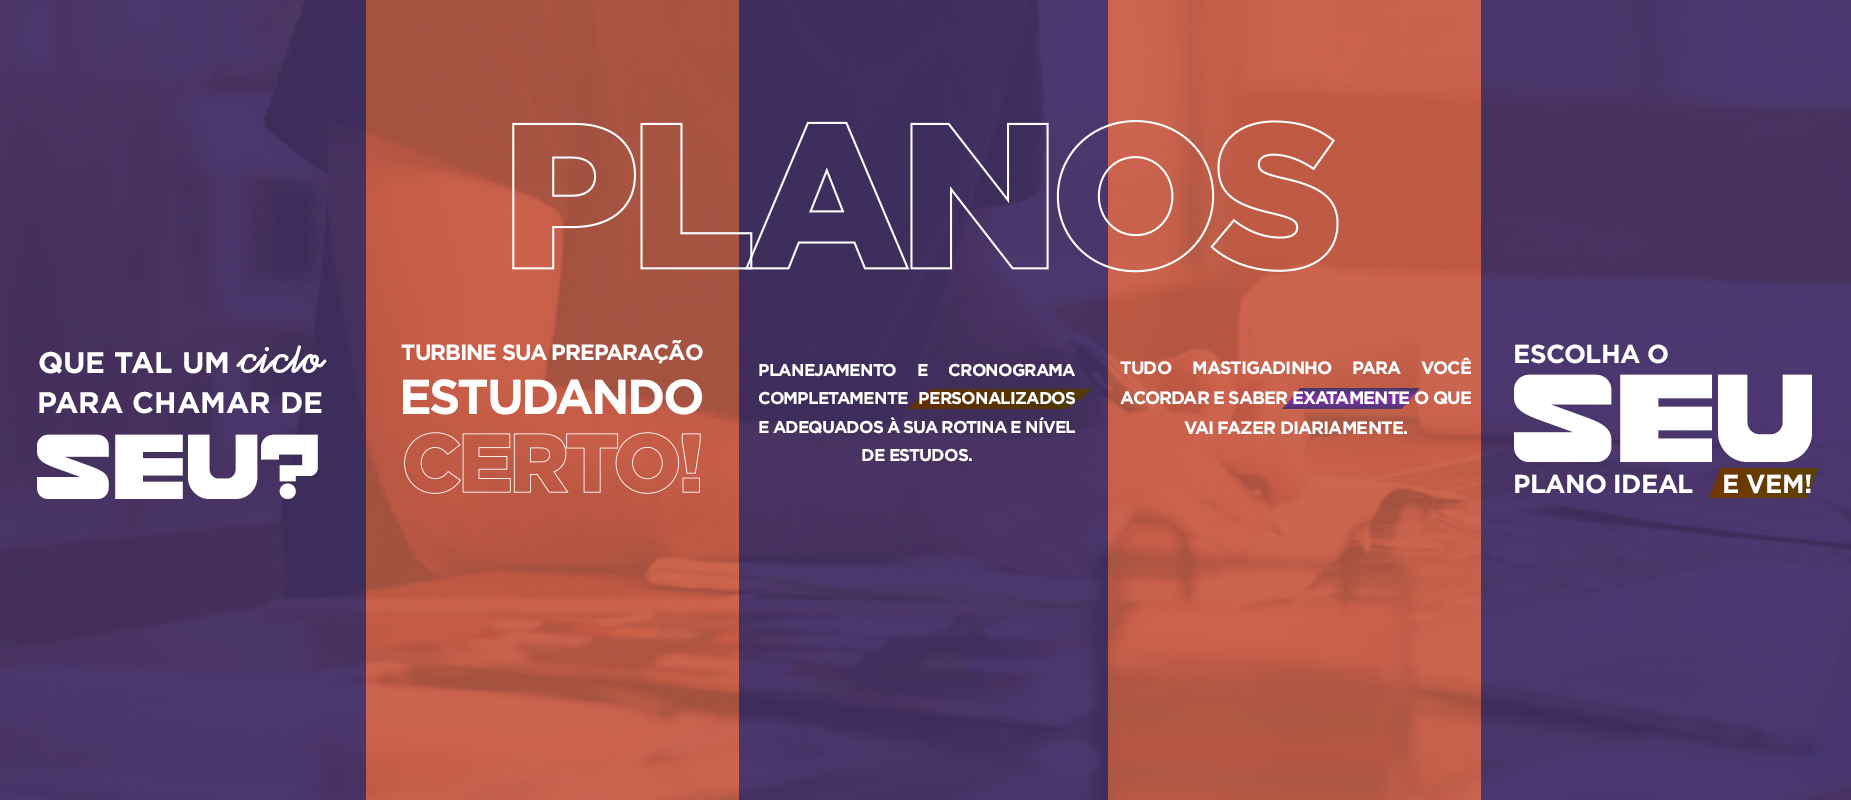 PLANOS
QUE TAL UM ciclo
PARA CHAMAR DE
SEU?
TURBINE SUA PREPARAÇÃO
ESTUDANDO
CERTO!
PLANEJAMENTO E CRONOGRAMA
COMPLETAMENTE PERSONALIZADOS
E ADEQUADOS À SUA ROTINA E NÍVEL
DE ESTUDOS.
TUDO MASTIGADINHO PARA VOCÊ
ACORDAR E SABER EXATAMENTE O QUE
VAI FAZER DIARIAMENTE.
ESCOLHA O
SEU
PLANO IDEAL E VEM!